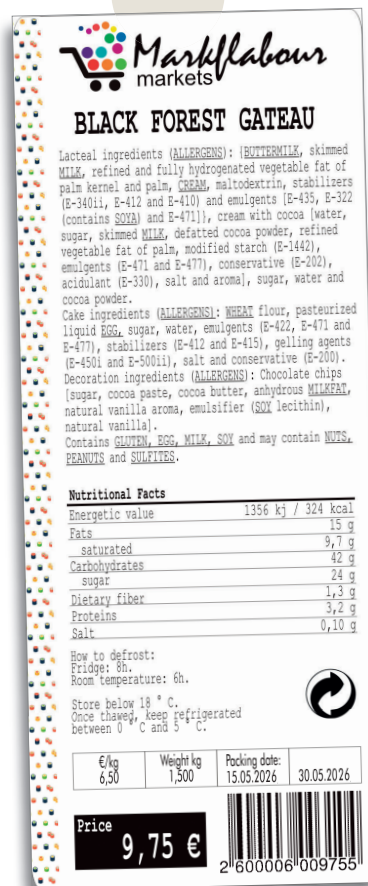 Markflabour
markets
BLACK FOREST GATEAU
Lacteal ingredients (ALLERGENS): {BUTTERMILK, skimmed
MILK, refined and fully hydrogenated vegetable fat of
palm kernel and palm, CREAM, maltodextrin, stabilizers
(E-340ii, E-412 and E-410) and emulgents [E-435, E-322
(contains SOYA) and E-471]}, cream with cocoa [water,
sugar, skimmed MILK, defatted cocoa powder, refined
vegetable fat of palm, modified starch (E-1442),
emulgents (E-471 and E-477), conservative (E-202),
acidulant (E-330), salt and aroma], sugar, water and
cocoa powder.
Cake ingredients (ALLERGENS): WHEAT flour, pasteurized
liquid EGG, sugar, water, emulgents (E-422, E-471 and
E-477), stabilizers (E-412 and E-415), gelling agents
(E-450i and E-500ii), salt and conservative (E-200).
Decoration ingredients (ALLERGENS): Chocolate chips
[sugar, cocoa paste, cocoa butter, anhydrous MILKFAT,
natural vanilla aroma, emulsifier (SOY lecithin),
natural vanilla].
Contains GLUTEN, EGG, MILK, SOY and may contain NUTS,
PEANUTS and SULFITES.
Nutritional Facts
Energetic value 1356 kj / 324 kcal
Fats 15 g
saturated 9,7 g
Carbohydrates 42 g
sugar 24 g
Dietary fiber 1,3 g
Proteins 3,2 g
Salt 0,10 g
How to defrost:
Fridge: 8h.
Room temperature: 6h.
Store below 18 ° C.
Once thawed, keep refrigerated
between 0 ° C and 5 ° C.
€/kg Weight kg Packing date:
6,50 1,500 15.05.2026 30.05.2026
Price
9,75 €
2 600006 009755